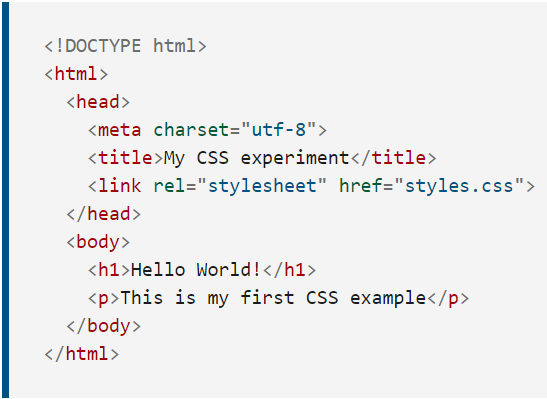 <!DOCTYPE html>
<html>
  <head>
    <meta charset="utf-8">
    <title>My CSS experiment</title>
    <link rel="stylesheet" href="styles.css">
  </head>
  <body>
    <h1>Hello World!</h1>
    <p>This is my first CSS example</p>
  </body>
</html>